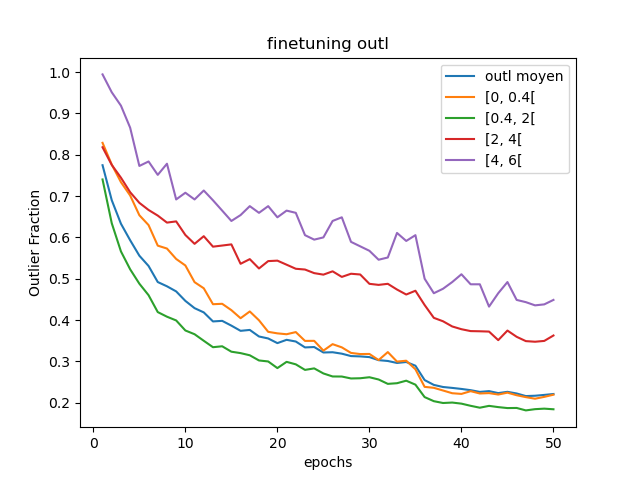 finetuning outl
outl moyen
[0, 0.4[
[0.4, 2[
[2, 4[
[4, 6[
Outlier Fraction
1.0
0.9
0.8
0.7
0.6
0.5
0.4
0.3
0.2
0 10 20 30 40 50
epochs